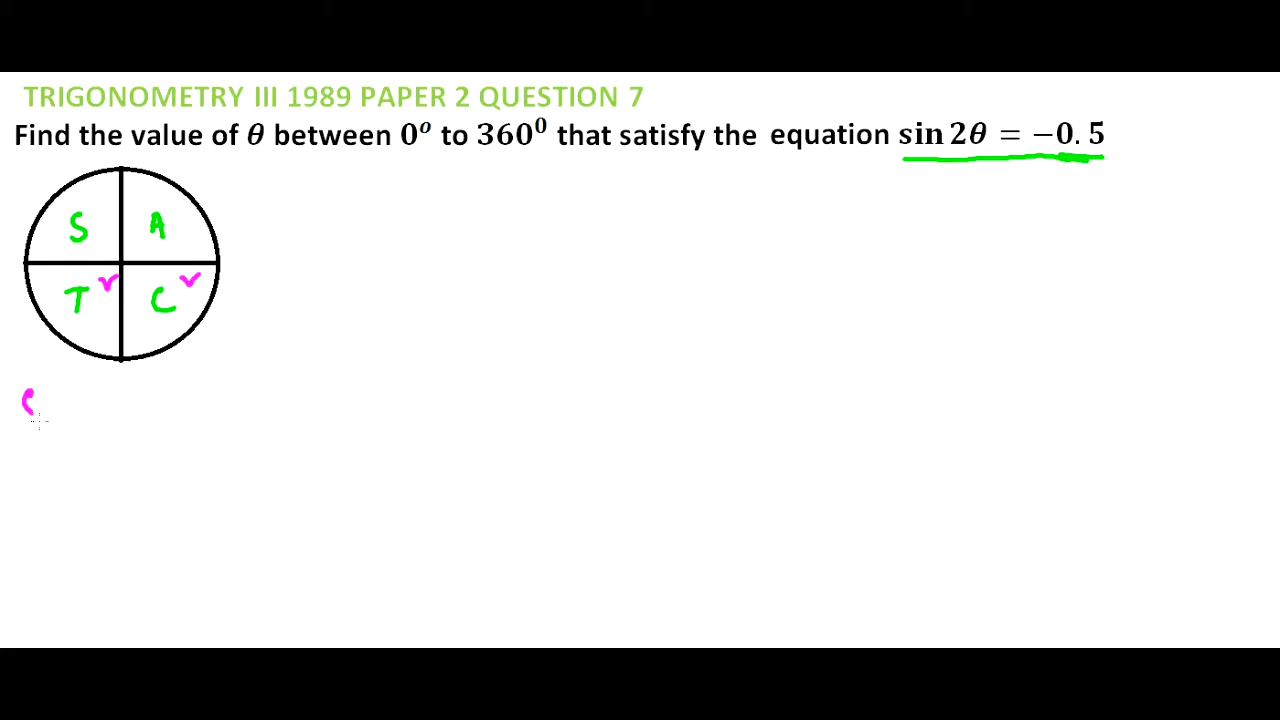 TRIGONOMETRY III 1989 PAPER 2 QUESTION 7
Find the value of θ between 0° to 360⁰ that satisfy the equation sin 2θ = −0.5
S A
T C